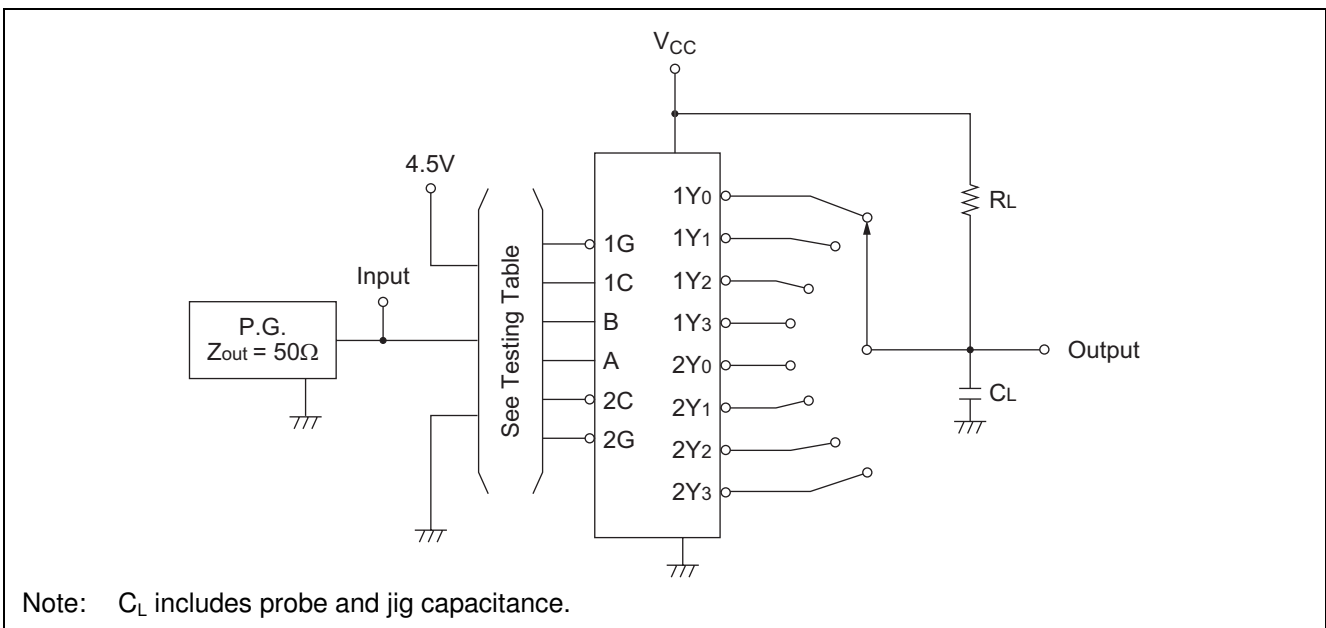 VCC
4.5V
Input
P.G.
Zout = 50Ω
See Testing Table
1G
1C
B
A
2C
2G
1Y0
1Y1
1Y2
1Y3
2Y0
2Y1
2Y2
2Y3
RL
Output
CL
Note: CL includes probe and jig capacitance.